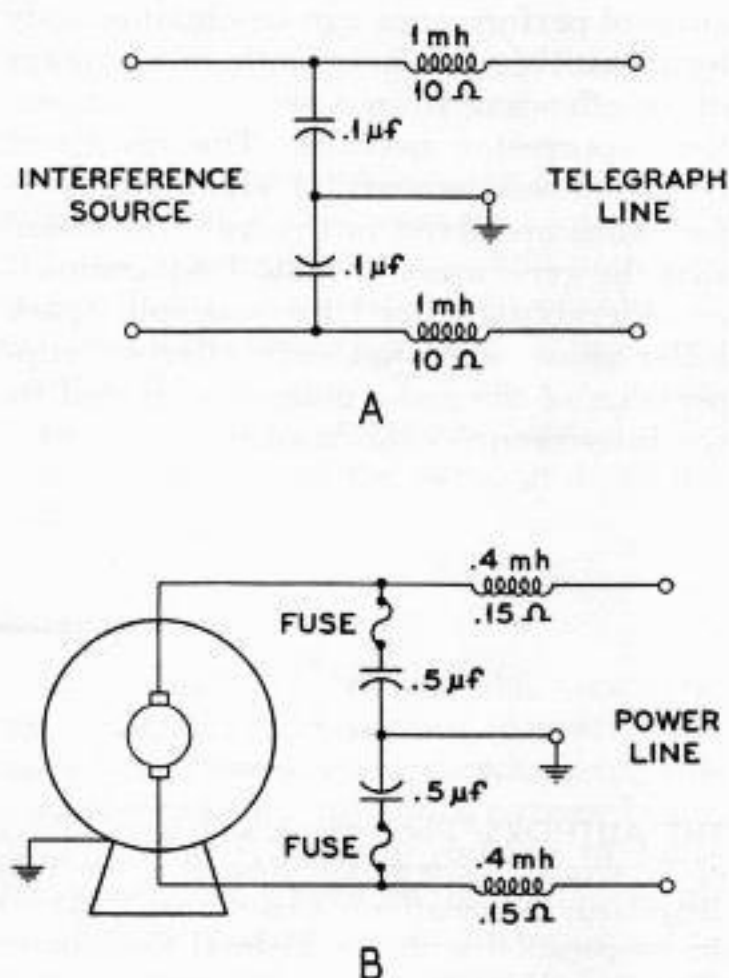 1 mh
10 Ω
.1 μf
INTERFERENCE SOURCE
TELEGRAPH LINE
.1 μf
1 mh
10 Ω
A
.4 mh
.15 Ω
FUSE
.5 μf
POWER LINE
.5 μf
FUSE
.4 mh
.15 Ω
B